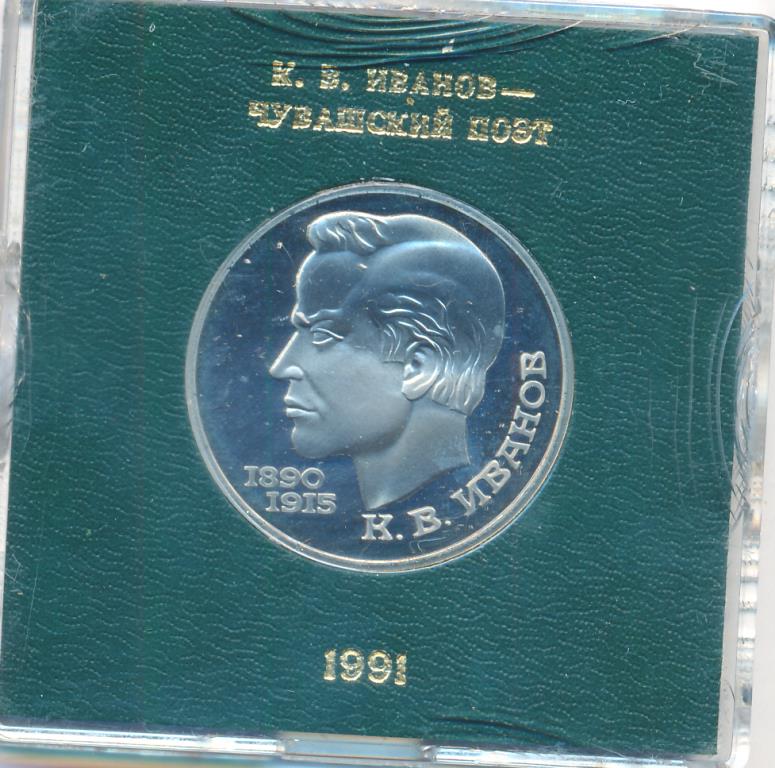 К. В. ИВАНОВ—
ЧУВАШСКИЙ ПОЭТ
1890
1915
К. В. ИВАНОВ
1991